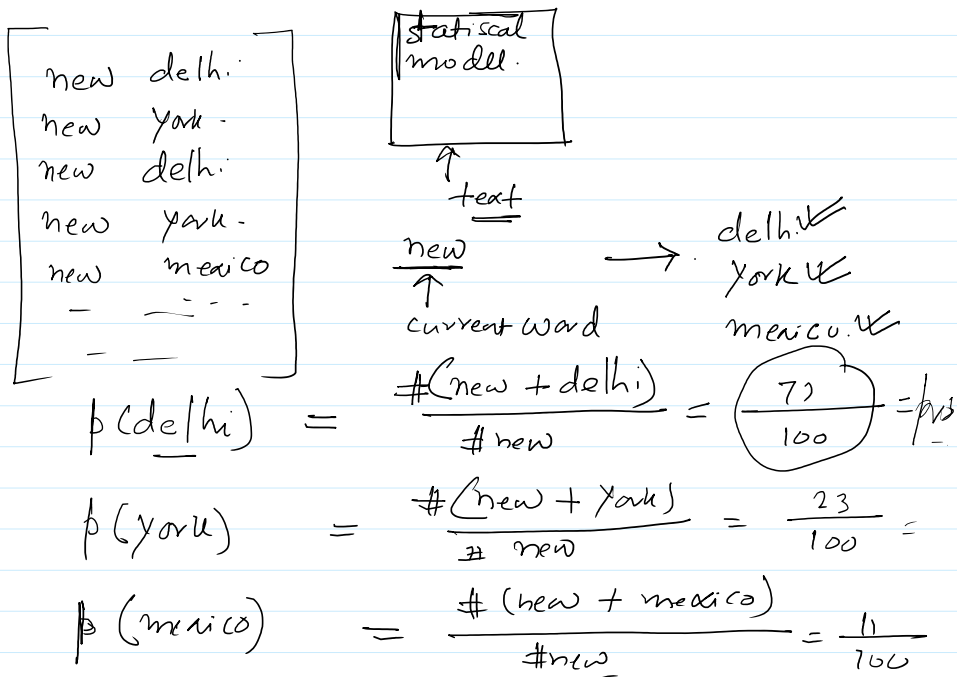 new delhi
new york -
new delhi
new york -
new mexico
- - - - -
- -
statiscal
model.
text
new →
current word
delhi
york
mexico.
p(delhi) = #(new + delhi) / #new = 7 / 100 =
p(york) = #(new + york) / # new = 23 / 100 =
p(mexico) = #(new + mexico) / #new = 11 / 100